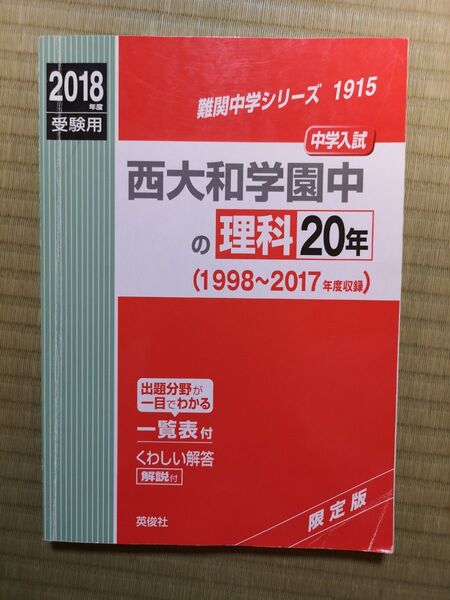 2018年度
受験用
難関中学シリーズ 1915
中学入試
西大和学園中
の理科20年
(1998～2017年度収録)
出題分野が
一目でわかる
一覧表付
くわしい解答
解説付
限定版
英俊社